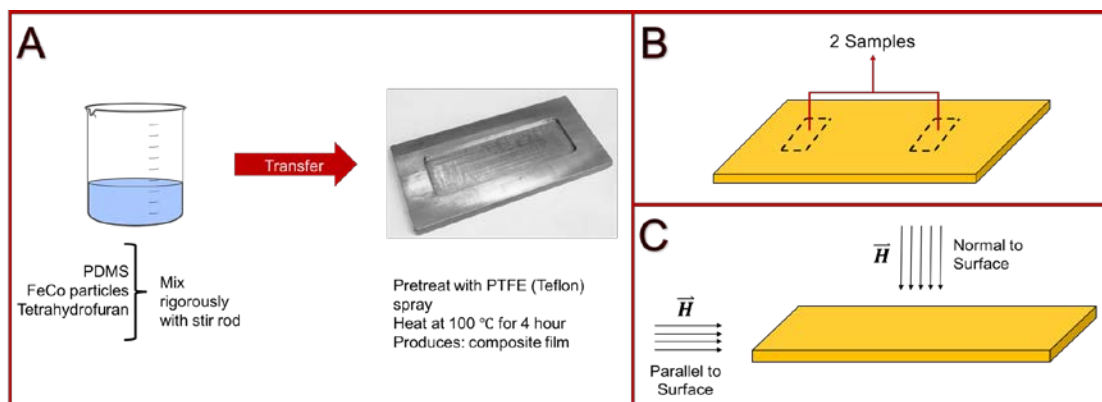 A
Transfer
PDMS
FeCo particles
Tetrahydrofuran
Mix
rigorously
with stir rod
Pretreat with PTFE (Teflon)
spray
Heat at 100 ℃ for 4 hour
Produces: composite film
B
2 Samples
C
H
Normal to
Surface
H
Parallel to
Surface